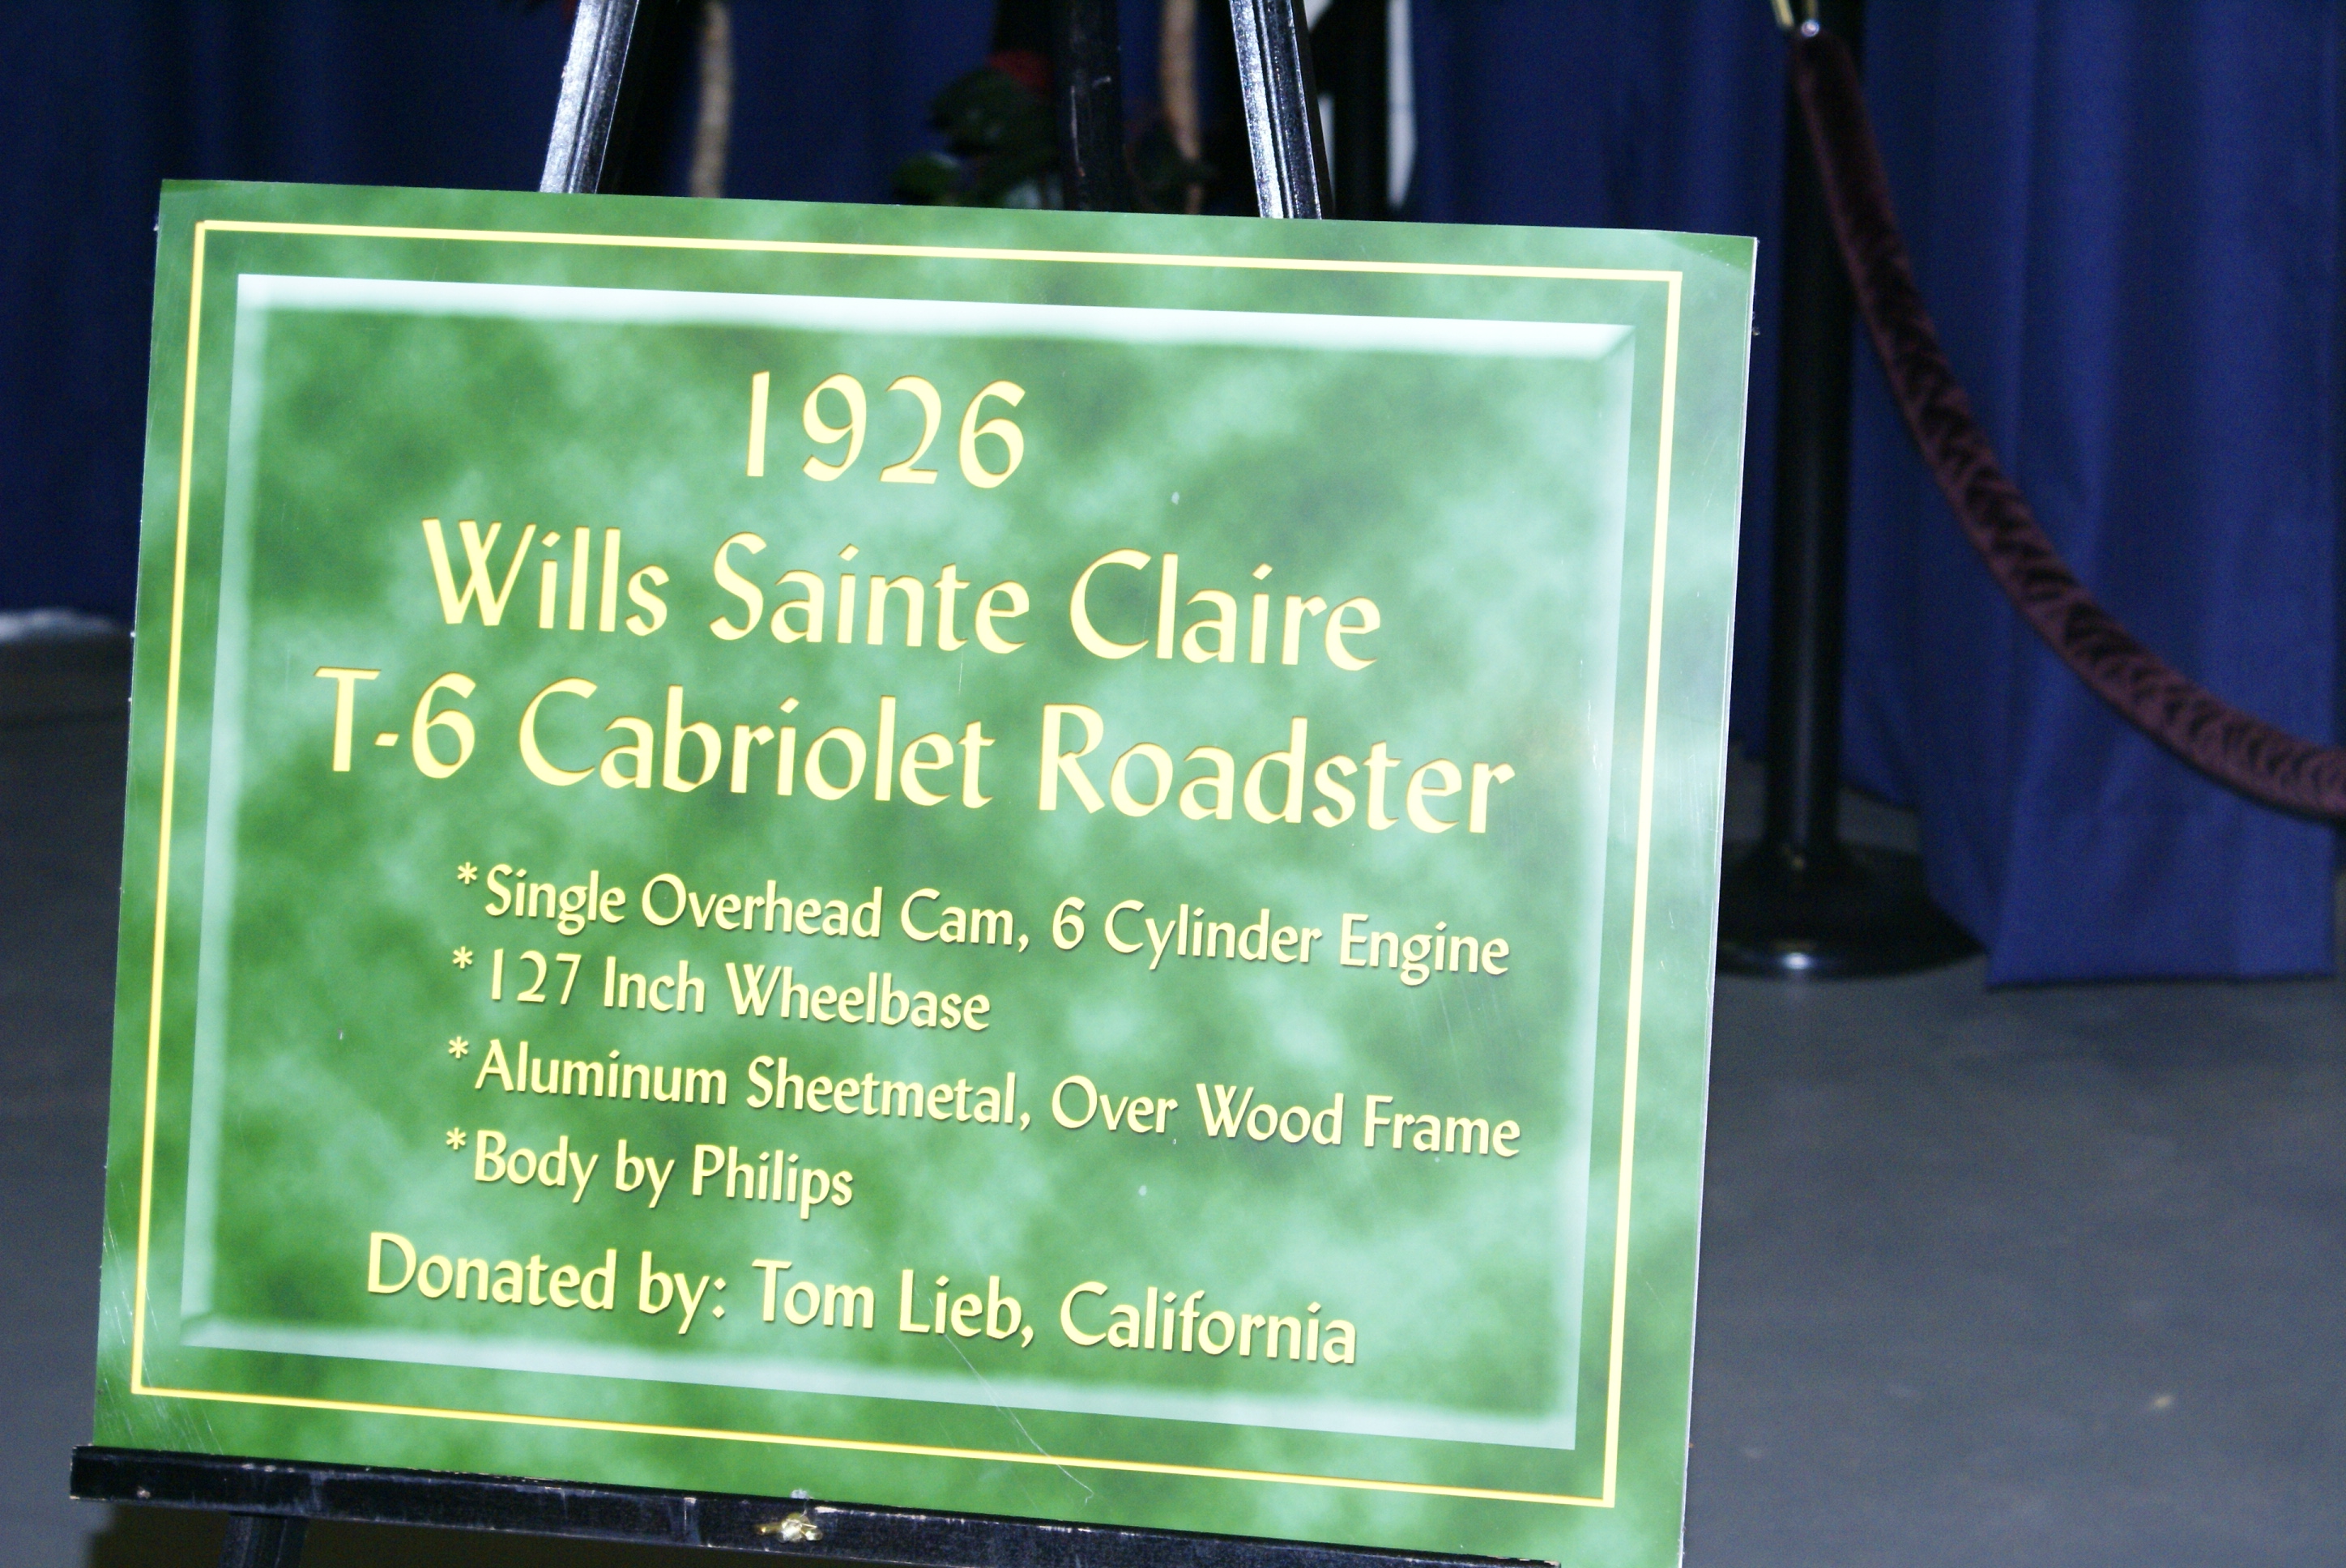 1926
Wills Sainte Claire
T-6 Cabriolet Roadster
*Single Overhead Cam, 6 Cylinder Engine
*127 Inch Wheelbase
*Aluminum Sheetmetal, Over Wood Frame
*Body by Philips
Donated by: Tom Lieb, California